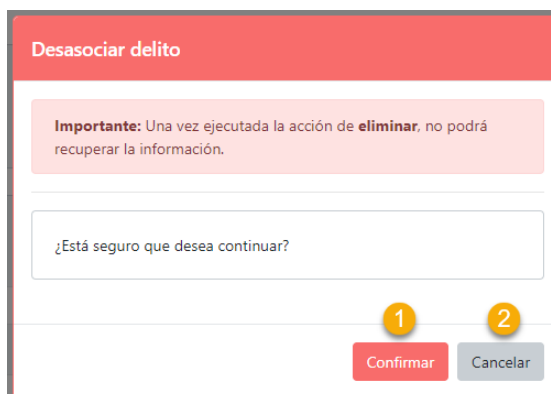 Desasociar delito
Importante: Una vez ejecutada la acción de eliminar, no podrá
recuperar la información.
¿Está seguro que desea continuar?
1 2
Confirmar Cancelar